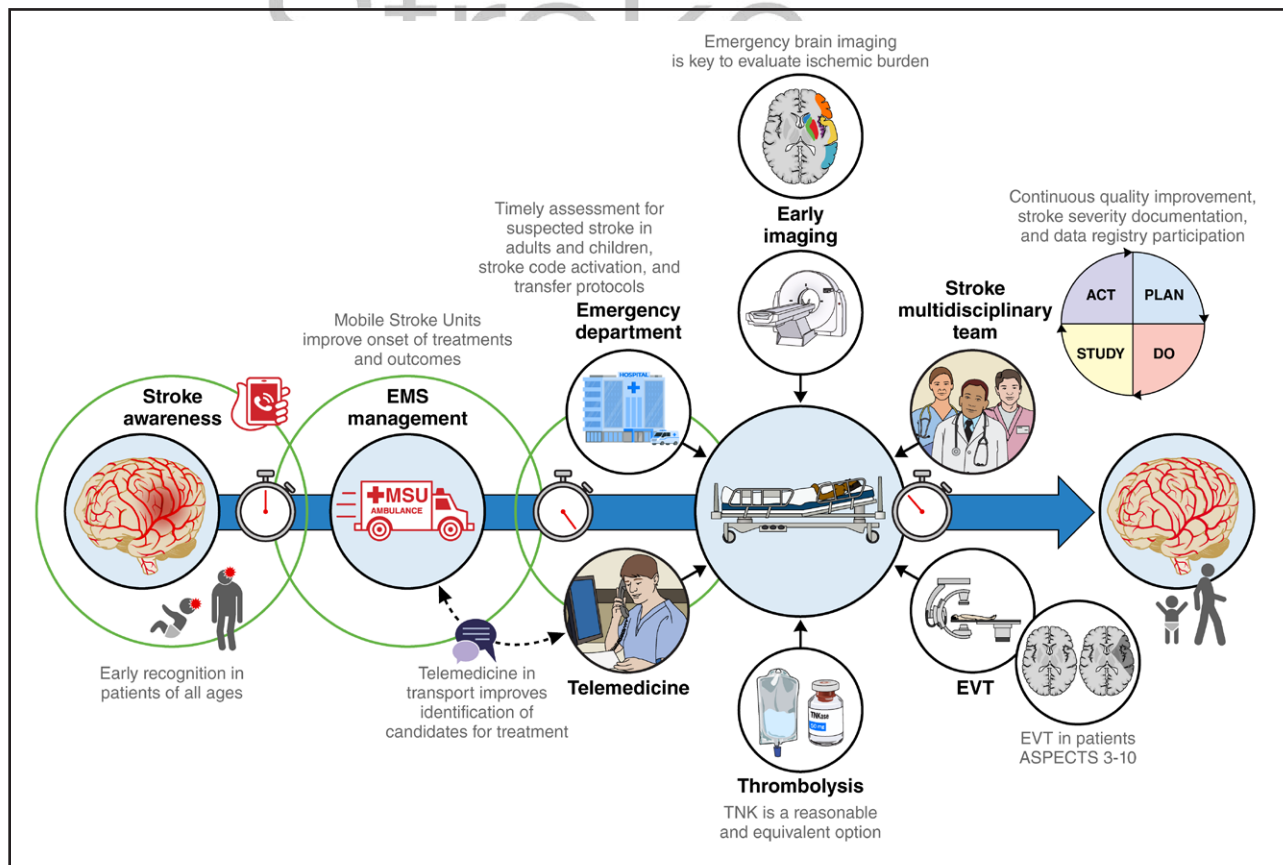 Stroke
Emergency brain imaging
is key to evaluate ischemic burden
Early
imaging
Continuous quality improvement,
stroke severity documentation,
and data registry participation
ACT
PLAN
STUDY
DO
Timely assessment for
suspected stroke in
adults and children,
stroke code activation, and
transfer protocols
Emergency
department
HOSPITAL
Stroke
multidisciplinary
team
Mobile Stroke Units
improve onset of treatments
and outcomes
EMS
management
MSU
AMBULANCE
Stroke
awareness
Early recognition in
patients of all ages
Telemedicine in
transport improves
identification of
candidates for treatment
Telemedicine
TNKase
Thrombolysis
TNK is a reasonable
and equivalent option
EVT
EVT in patients
ASPECTS 3-10